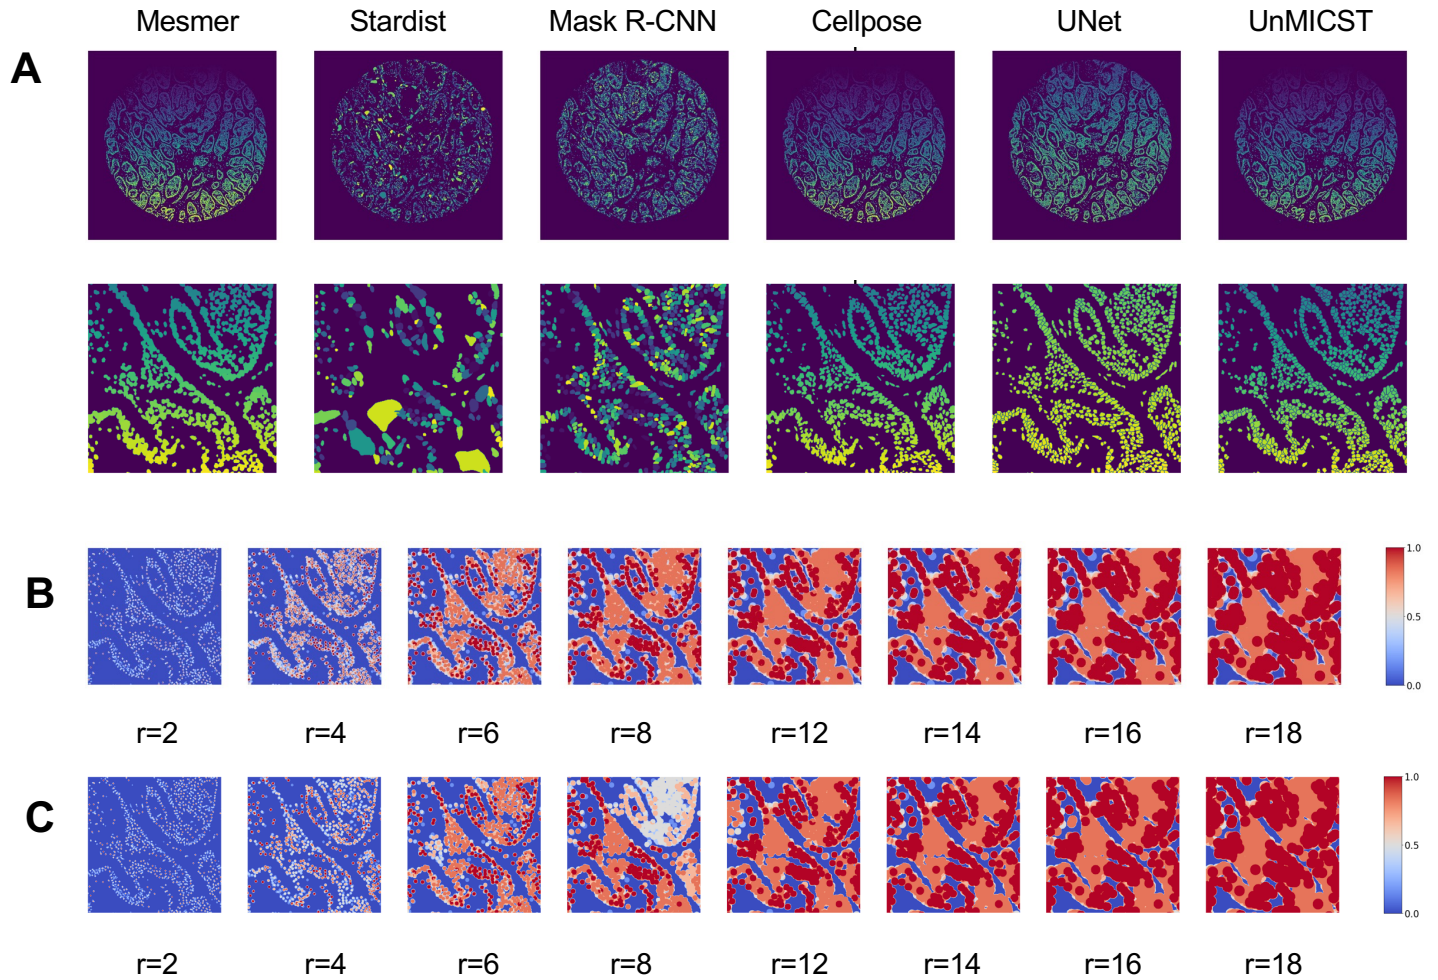 Mesmer Stardist Mask R-CNN Cellpose UNet UnMICST
A
B
1.0
0.5
0.0
r=2 r=4 r=6 r=8 r=12 r=14 r=16 r=18
C
1.0
0.5
0.0
r=2 r=4 r=6 r=8 r=12 r=14 r=16 r=18